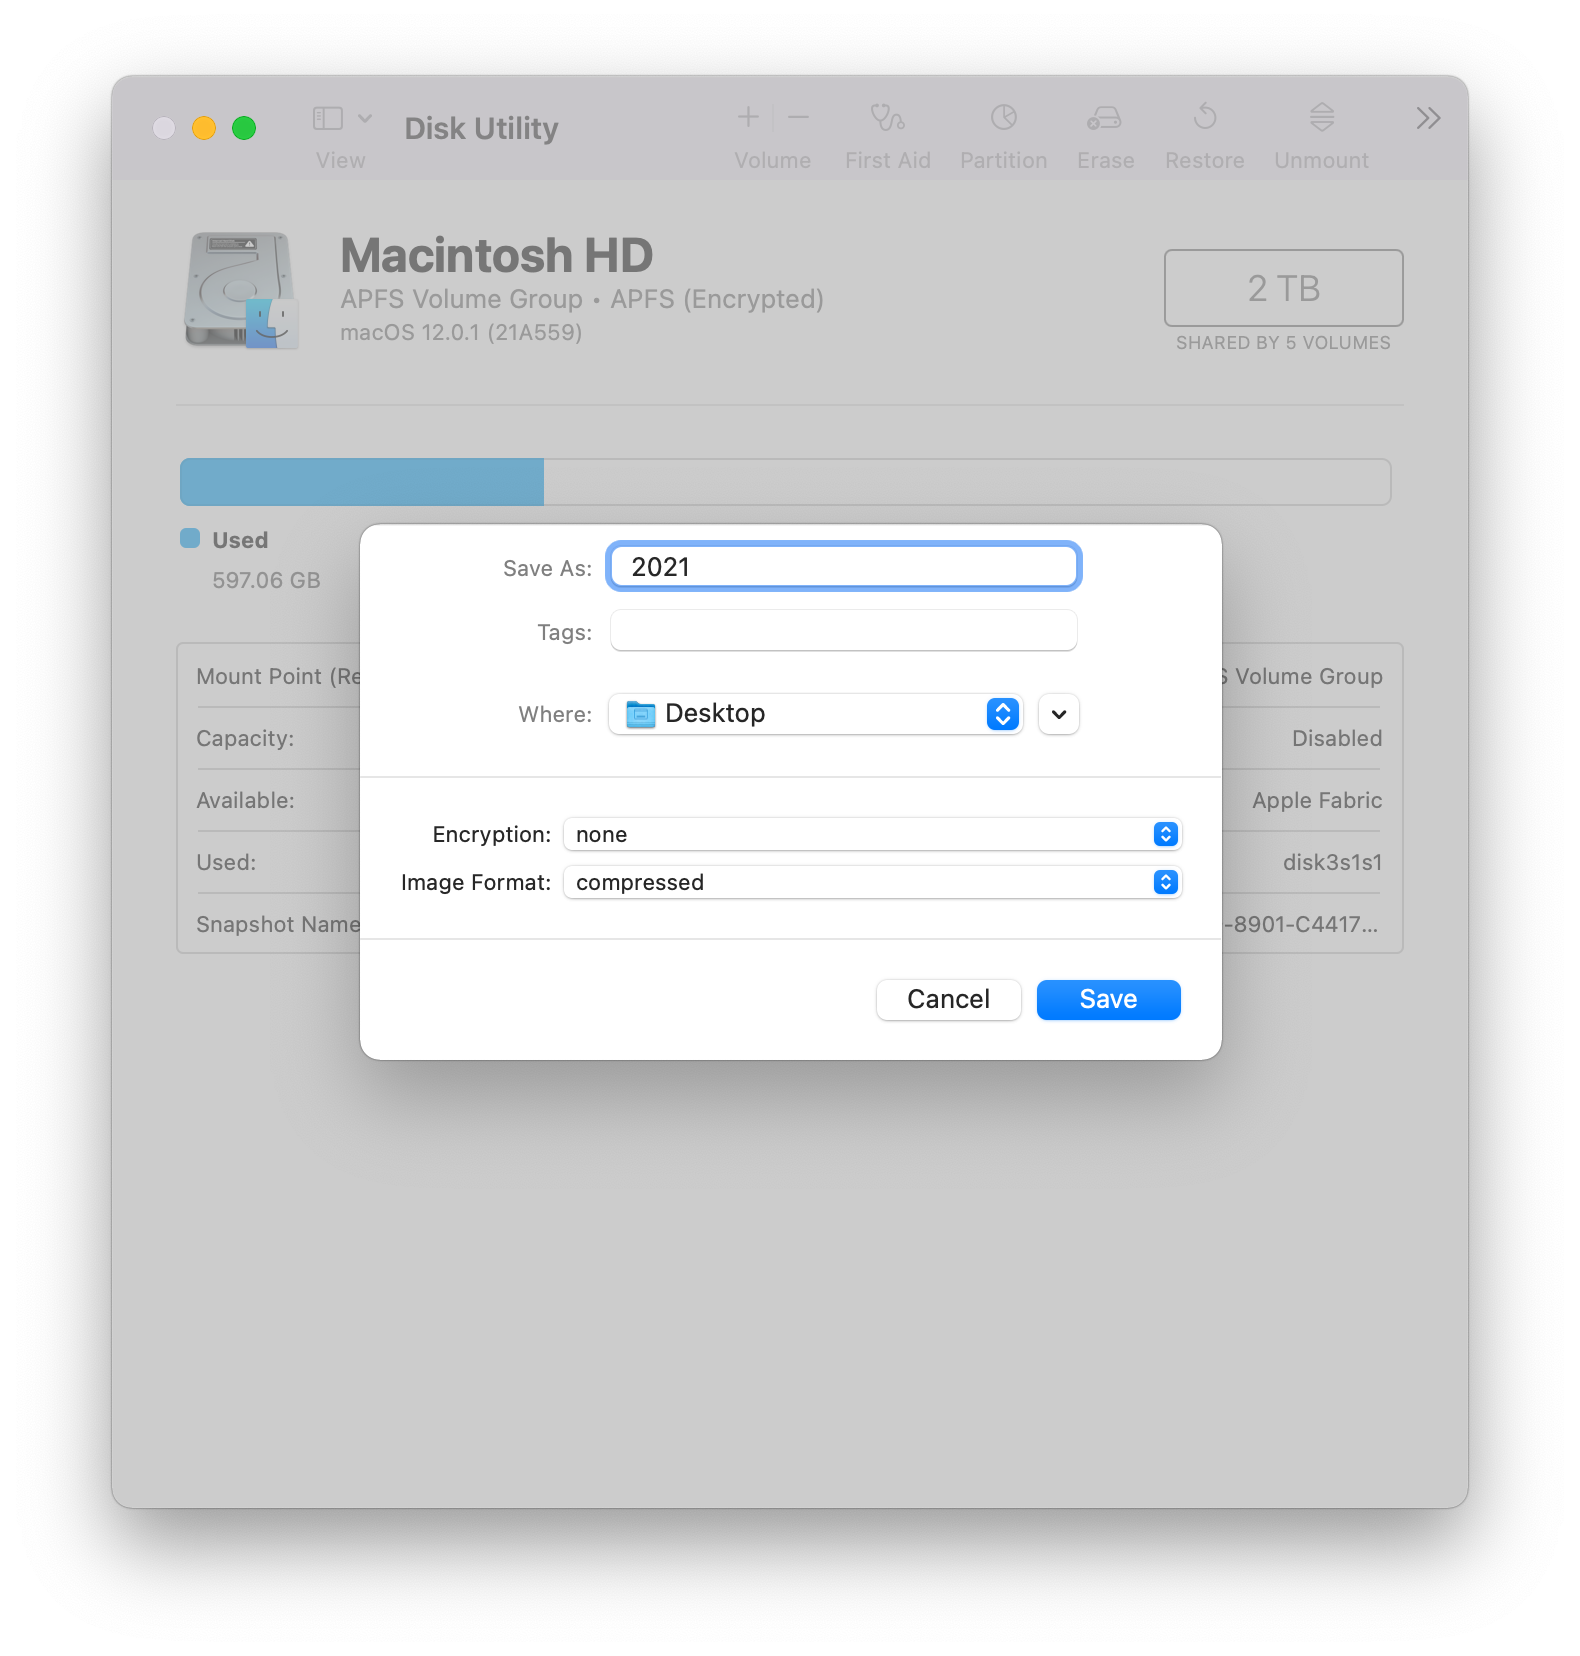 View
Disk Utility
Volume
First Aid
Partition
Erase
Restore
Unmount
Macintosh HD
APFS Volume Group • APFS (Encrypted)
macOS 12.0.1 (21A559)
2 TB
SHARED BY 5 VOLUMES
Used
597.06 GB
Save As: 2021
Tags:
Where: Desktop
Encryption: none
Image Format: compressed
Cancel
Save
Mount Point (Re
S Volume Group
Capacity:
Disabled
Available:
Apple Fabric
Used:
disk3s1s1
Snapshot Name
-8901-C4417...